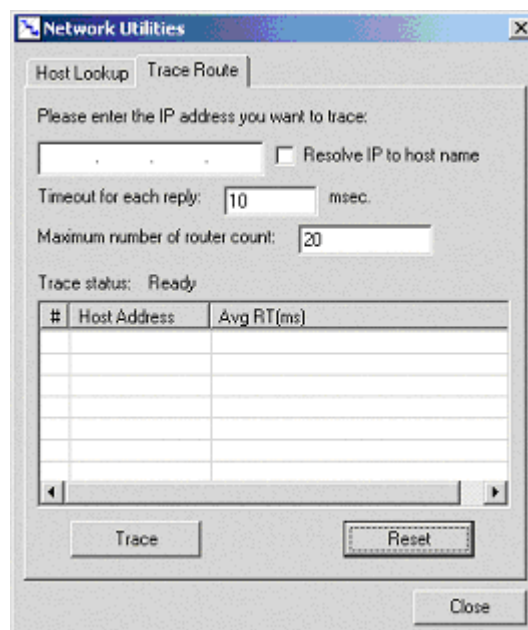 Network Utilities
Host Lookup Trace Route
Please enter the IP address you want to trace:
. . . Resolve IP to host name
Timeout for each reply: 10 msec.
Maximum number of router count: 20
Trace status: Ready
# Host Address Avg RT(ms)
Trace Reset
Close